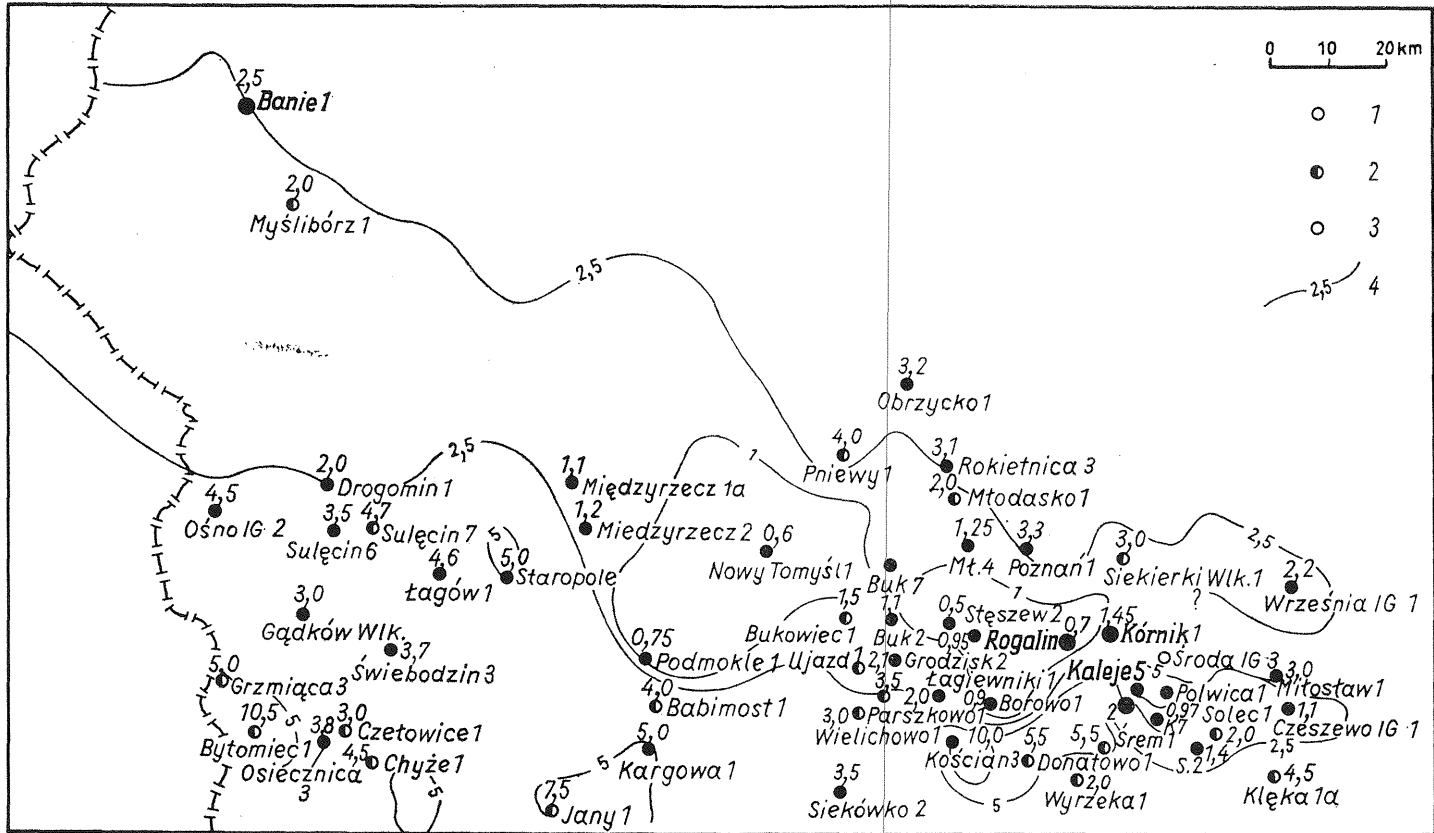 0 10 20 km
2,5
Banie 1
1
2,0
2
Myślibórz 1
3
2,5
2,5 4
3,2
Obrzycko 1
4,0
Pniewy 1
3,1
Rokietnica 3
2,0
Młodasko 1
2,5
1
2,0
Drogomin 1
1,1
Międzyrzecz 1a
4,5
Ośno IG 2
3,5
Sulęcin 6
4,7
Sulęcin 7
1,2
Miedzyrzecz 2
0,6
Nowy Tomyśl 1
1,25
Mł. 4
3,3
Poznań 1
3,0
Siekierki Wlk. 1
?
2,5
2,2
Września IG 1
4,6
Łagów 1
5
5,0
Staropole
Buk 7
1
3,0
Gądków Wlk.
3,7
Świebodzin 3
1,5
Bukowiec 1
1,1
Buk 2
0,5
Stęszew 2
0,95
Rogalin
0,7
1,45
Kórnik 1
0,75
Podmokle 1
Ujazd 1
2,1
Grodzisk 2
Kaleje 5
5
Środa IG 3
5,0
Grzmiąca 3
4,0
Babimost 1
3,5
Parszkowo 1
2,0
Łagiewniki 1
0,9
Borowo 1
2
Polwica 1
3,0
Miłosław 1
10,5
Bytomiec 1
5
3,8
Osiecznica
3
3,0
Czetowice 1
3,0
Wielichowo 1
0,97
K7
Solec 1
2,0
1,1
Czeszewo IG 1
4,5
Chyże 1
5
5,0
Kargowa 1
5
10,0
Kościan 3
5,5
Donatowo 1
5,5
Śrem 1
S.2
1,4
2,5
7,5
Jany 1
3,5
Siekówko 2
5
2,0
Wyrzeka 1
4,5
Klęka 1a